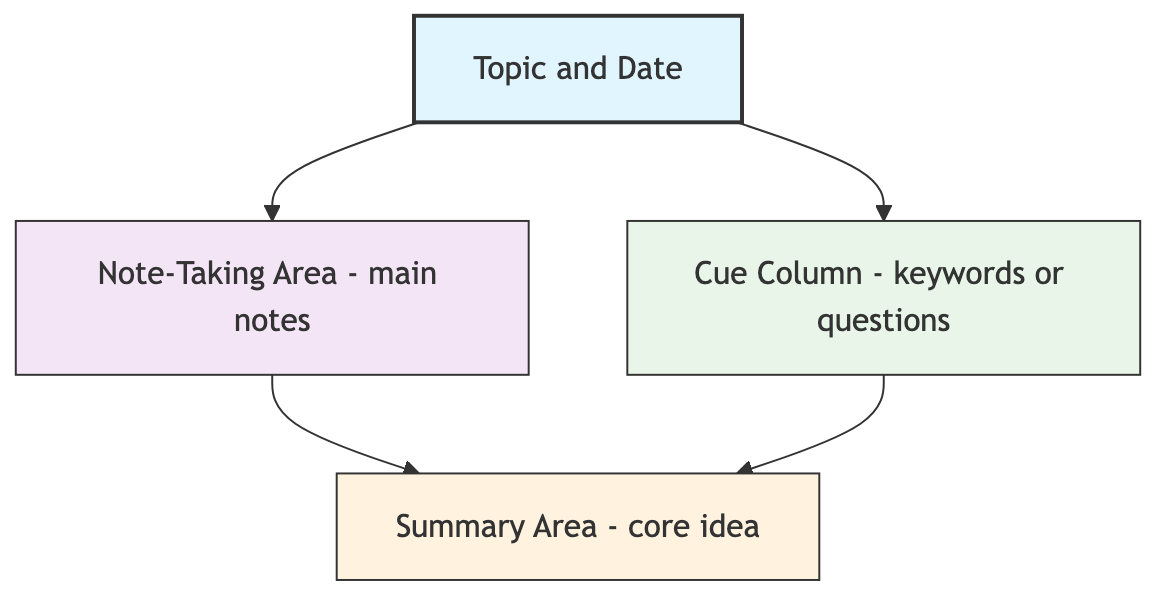 Topic and Date
Note-Taking Area - main
notes
Cue Column - keywords or
questions
Summary Area - core idea